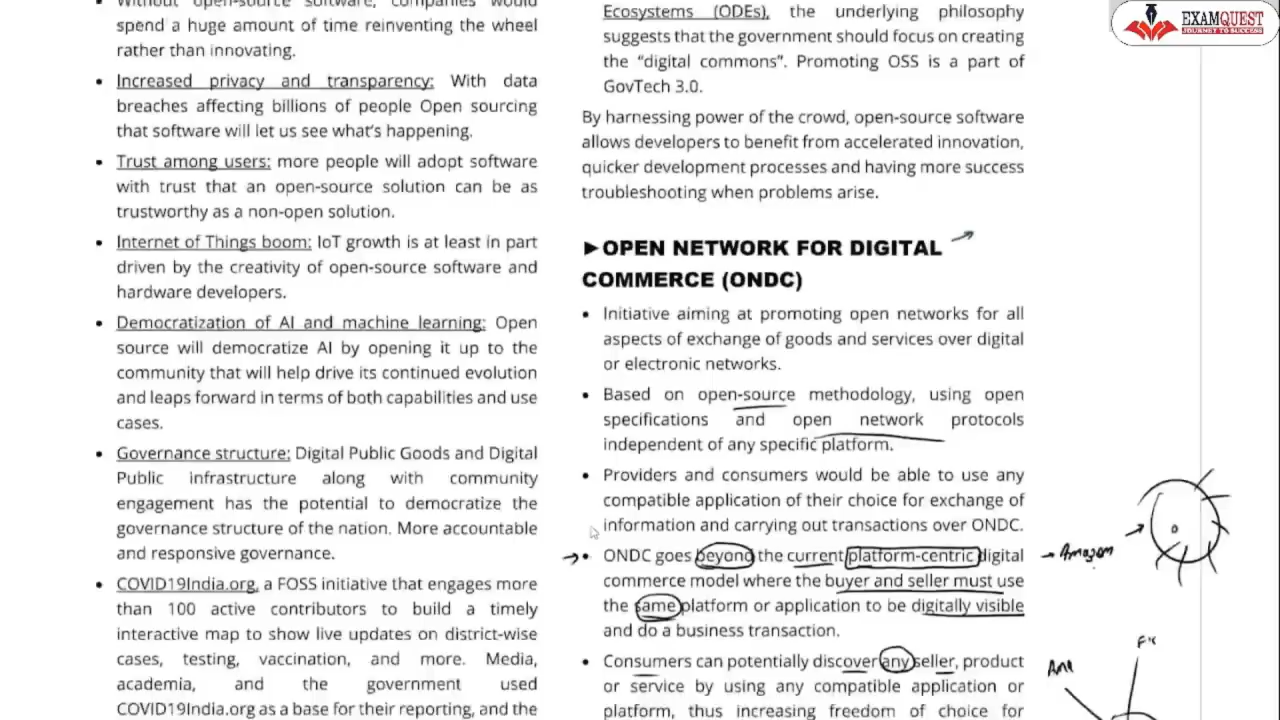 Without open-source software, companies would
spend a huge amount of time reinventing the wheel
rather than innovating.
• Increased privacy and transparency: With data
breaches affecting billions of people Open sourcing
that software will let us see what's happening.
• Trust among users: more people will adopt software
with trust that an open-source solution can be as
trustworthy as a non-open solution.
• Internet of Things boom: IoT growth is at least in part
driven by the creativity of open-source software and
hardware developers.
• Democratization of AI and machine learning: Open
source will democratize AI by opening it up to the
community that will help drive its continued evolution
and leaps forward in terms of both capabilities and use
cases.
• Governance structure: Digital Public Goods and Digital
Public infrastructure along with community
engagement has the potential to democratize the
governance structure of the nation. More accountable
and responsive governance.
• COVID19India.org, a FOSS initiative that engages more
than 100 active contributors to build a timely
interactive map to show live updates on district-wise
cases, testing, vaccination, and more. Media,
academia, and the government used
COVID19India.org as a base for their reporting, and the
Ecosystems (ODEs), the underlying philosophy
suggests that the government should focus on creating
the "digital commons". Promoting OSS is a part of
GovTech 3.0.
By harnessing power of the crowd, open-source software
allows developers to benefit from accelerated innovation,
quicker development processes and having more success
troubleshooting when problems arise.
►OPEN NETWORK FOR DIGITAL
COMMERCE (ONDC)
• Initiative aiming at promoting open networks for all
aspects of exchange of goods and services over digital
or electronic networks.
• Based on open-source methodology, using open
specifications and open network protocols
independent of any specific platform.
• Providers and consumers would be able to use any
compatible application of their choice for exchange of
information and carrying out transactions over ONDC.
• ONDC goes beyond the current platform-centric digital
commerce model where the buyer and seller must use
the same platform or application to be digitally visible
and do a business transaction.
• Consumers can potentially discover any seller, product
or service by using any compatible application or
platform, thus increasing freedom of choice for
EXAMQUEST
JOURNEY TO SUCCESS
Amazon